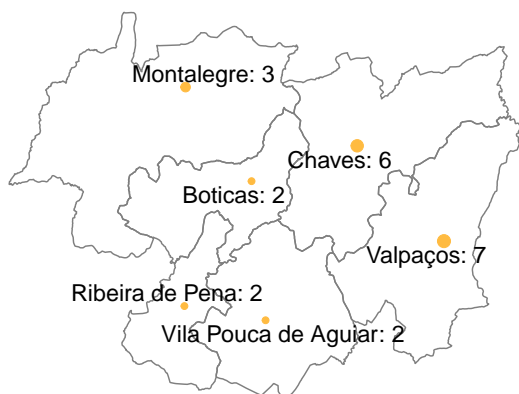 Montalegre: 3
Chaves: 6
Boticas: 2
Valpaços: 7
Ribeira de Pena: 2
Vila Pouca de Aguiar: 2